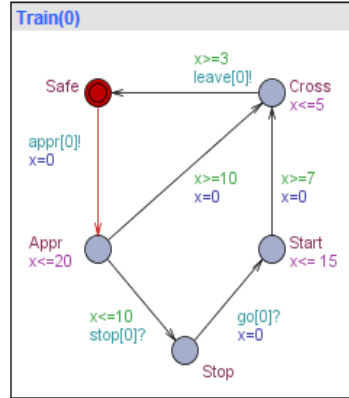 Train(0)
x>=3
Safe
leave[0]!
Cross
x<=5
appr[0]!
x=0
x>=10
x=0
x>=7
x=0
Appr
x<=20
Start
x<= 15
x<=10
stop[0]?
go[0]?
x=0
Stop